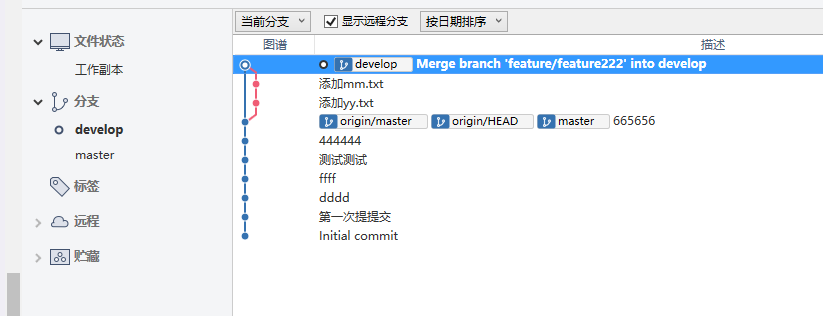 当前分支 显示远程分支 按日期排序
文件状态
工作副本
分支
develop
master
标签
远程
贮藏
图谱 描述
develop Merge branch 'feature/feature222' into develop
添加mm.txt
添加yy.txt
origin/master origin/HEAD master 665656
444444
测试测试
ffff
dddd
第一次提提交
Initial commit